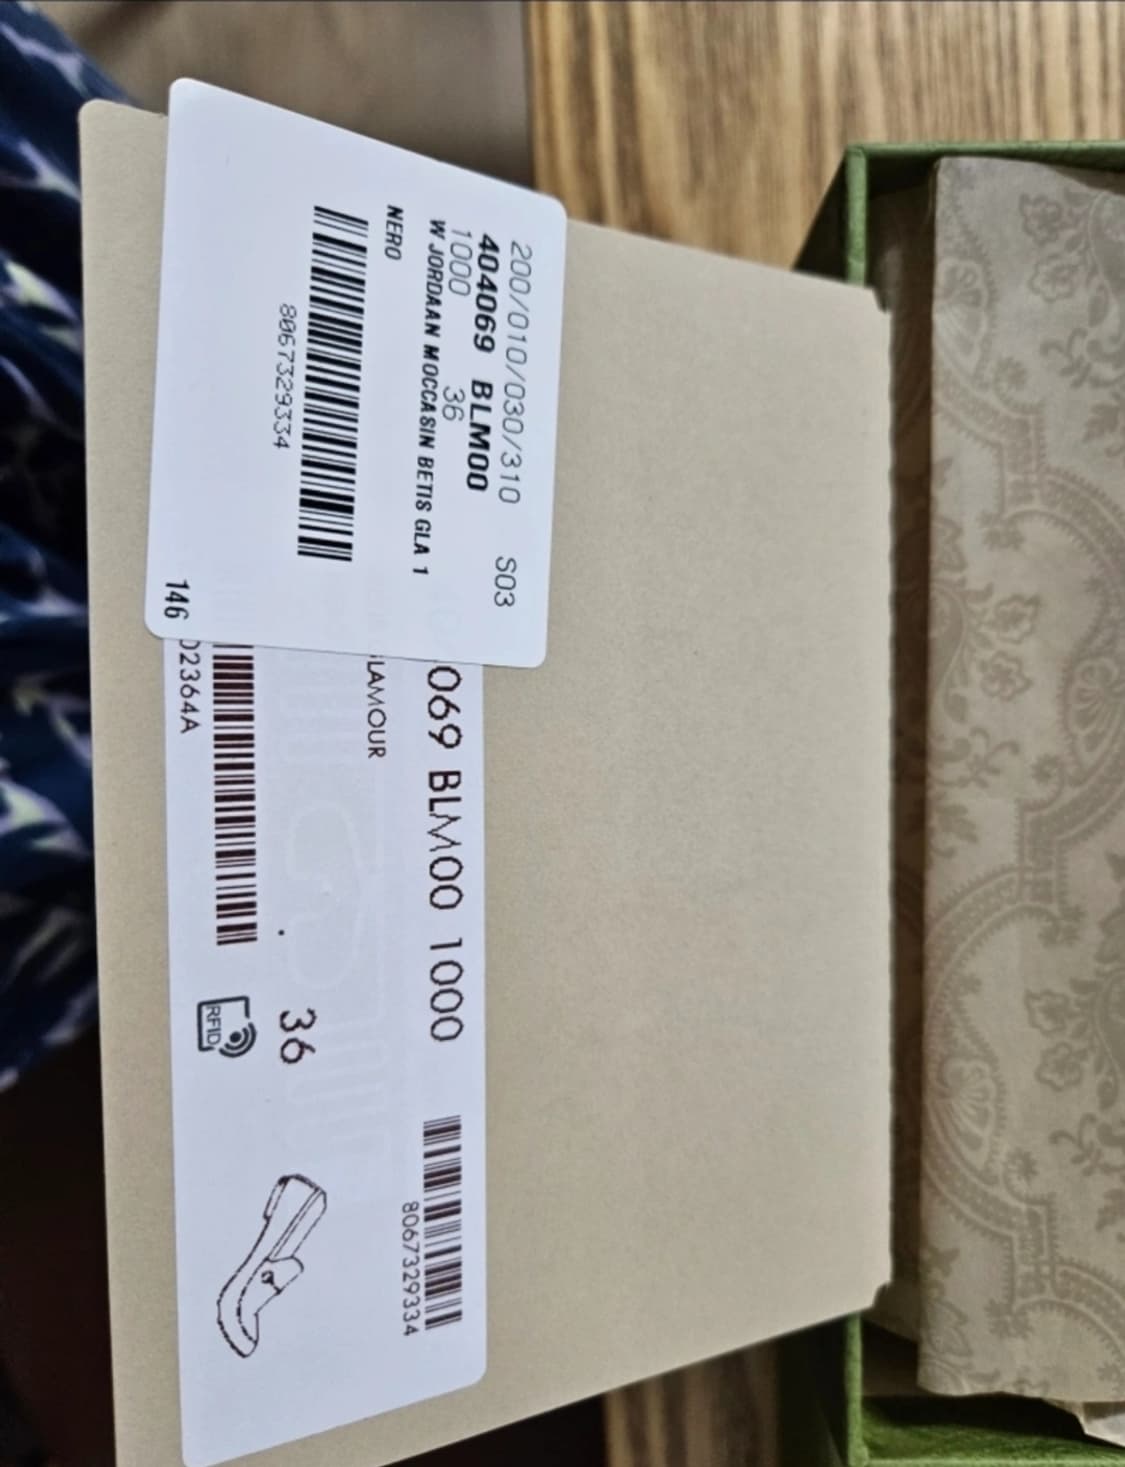 200/010/030/310 S03
404069 BLM00
1000 36
W JORDAAN MOCCASIN BETIS GLA 1
NERO
8067329334
146
069 BLM00 1000
8067329334
LAMOUR
36
RFID
02364A